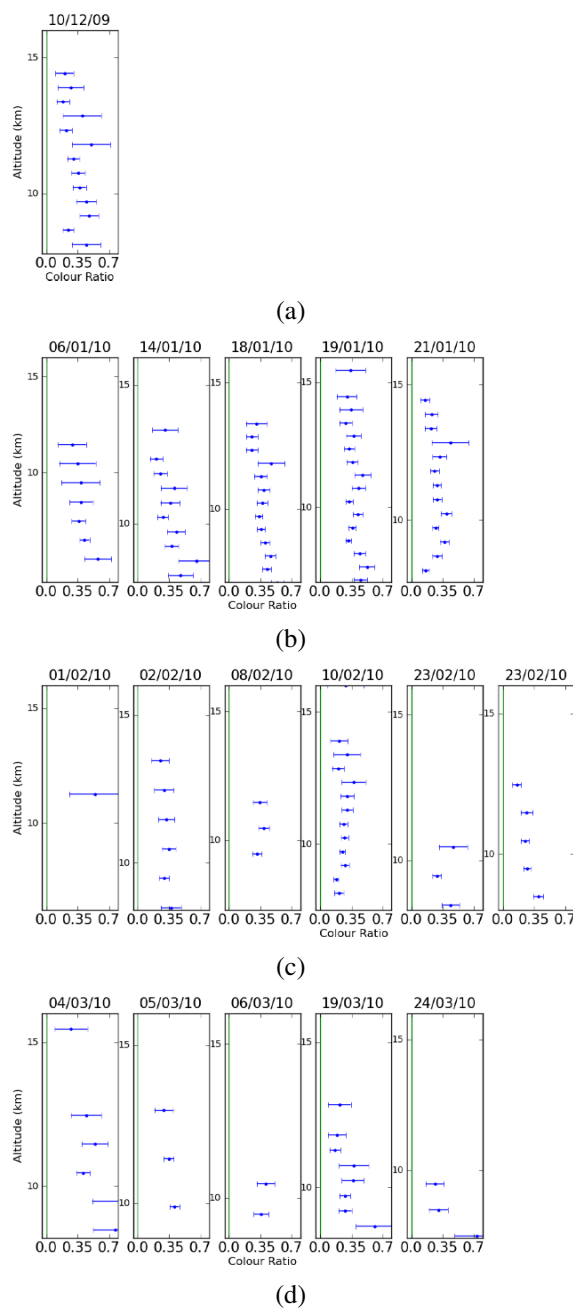 10/12/09
15
10
Altitude (km)
0.0 0.35 0.7
Colour Ratio
(a)
06/01/10 14/01/10 18/01/10 19/01/10 21/01/10
15 15 15 15 15
10 10 10 10 10
Altitude (km)
0.0 0.35 0.7 0.0 0.35 0.7 0.0 0.35 0.7 0.0 0.35 0.7 0.0 0.35 0.7
Colour Ratio
(b)
01/02/10 02/02/10 08/02/10 10/02/10 23/02/10 23/02/10
15 15 15 15 15 15
10 10 10 10 10 10
Altitude (km)
0.0 0.35 0.7 0.0 0.35 0.7 0.0 0.35 0.7 0.0 0.35 0.7 0.0 0.35 0.7 0.0 0.35 0.7
Colour Ratio
(c)
04/03/10 05/03/10 06/03/10 19/03/10 24/03/10
15 15 15 15 15
10 10 10 10 10
Altitude (km)
0.0 0.35 0.7 0.0 0.35 0.7 0.0 0.35 0.7 0.0 0.35 0.7 0.0 0.35 0.7
Colour Ratio
(d)